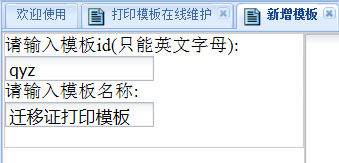 欢迎使用 打印模板在线维护 新增模板
请输入模板id(只能英文字母):
qyz
请输入模板名称:
迁移证打印模板